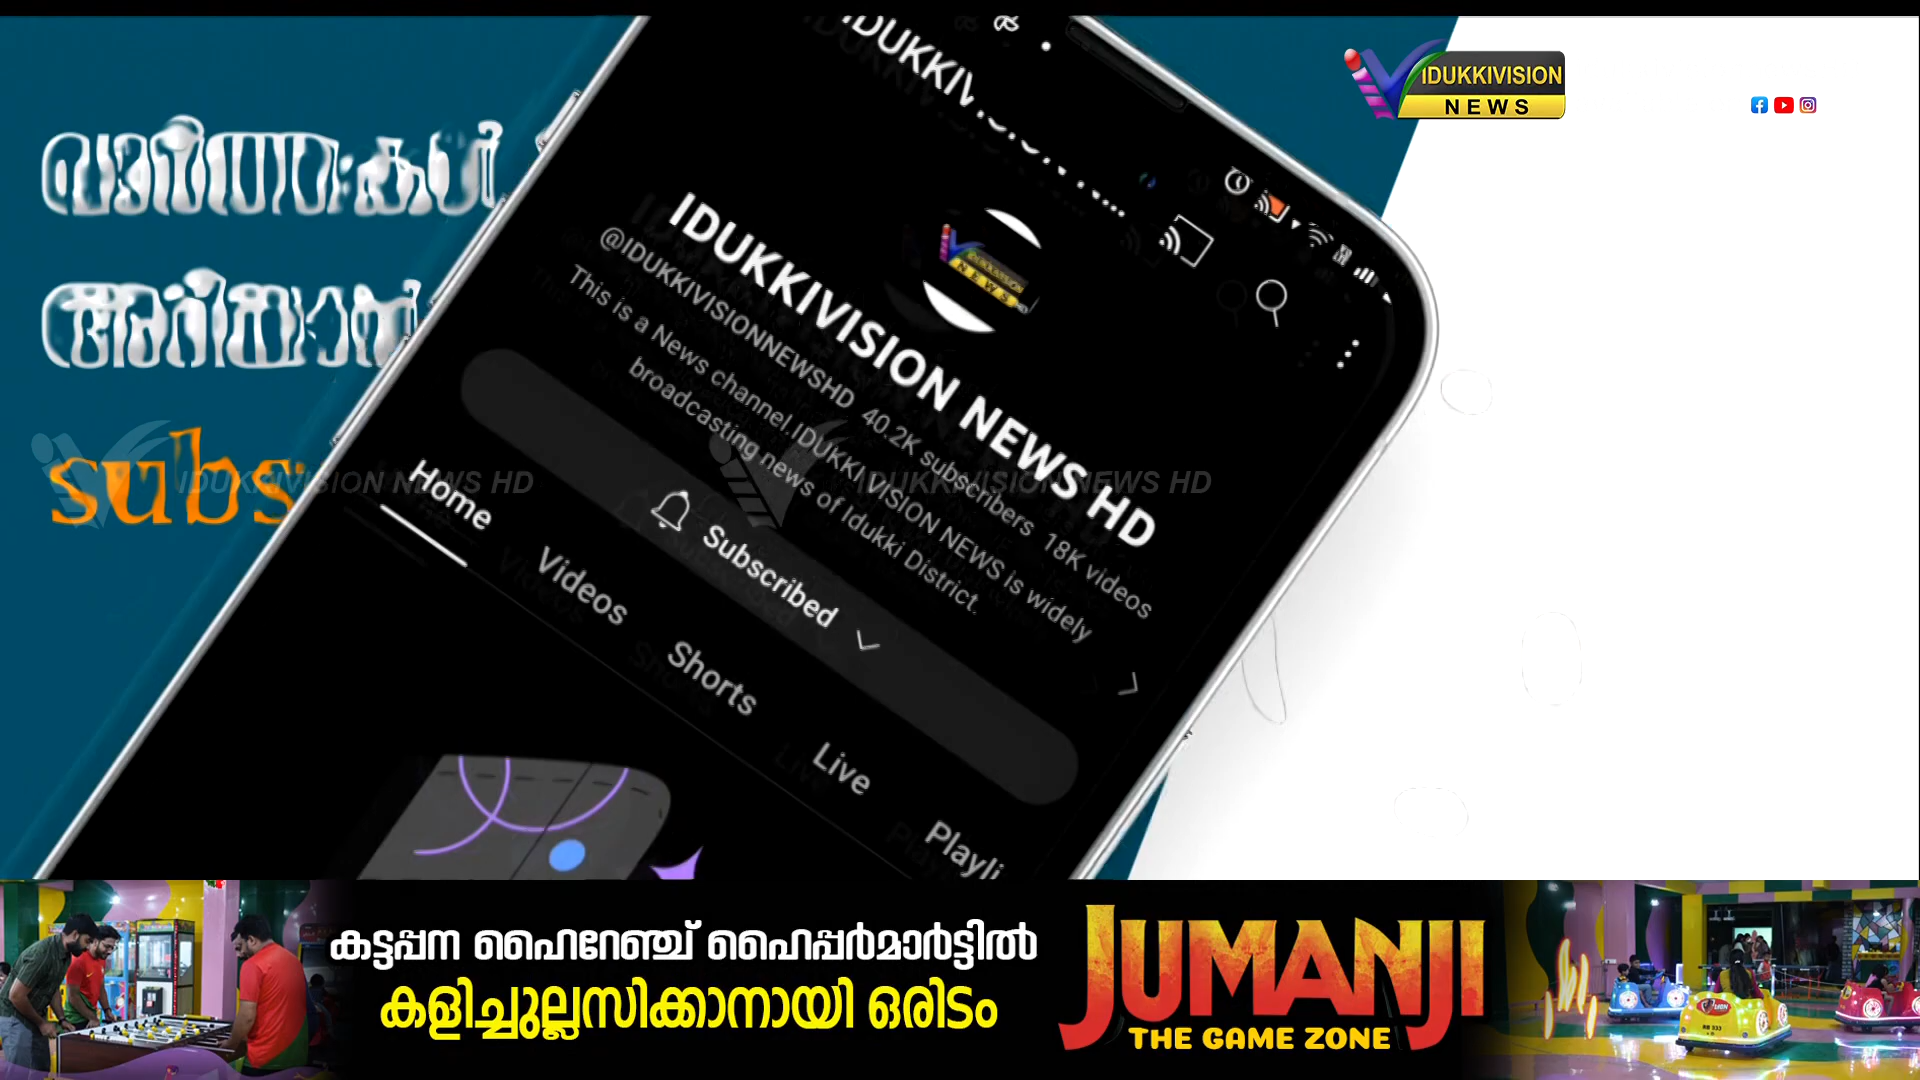 വാർത്തകൾ
അറിയാൻ
subs
IDUKKIVISION
NEWS
IDUKKIVISION NEWS HD
@IDUKKIVISIONNEWSHD 40.2K subscribers 18K videos
This is a News channel.IDUKKI VISION NEWS is widely
broadcasting news of Idukki District.
Subscribed
Home
Videos
Shorts
Live
Playli
IDUKKIVISION NEWS HD
IDUKKIVISION NEWS HD
കട്ടപ്പന ഹൈറേഞ്ച് ഹൈപ്പർമാർട്ടിൽ
കളിച്ചുല്ലസിക്കാനായി ഒരിടം
JUMANJI
THE GAME ZONE